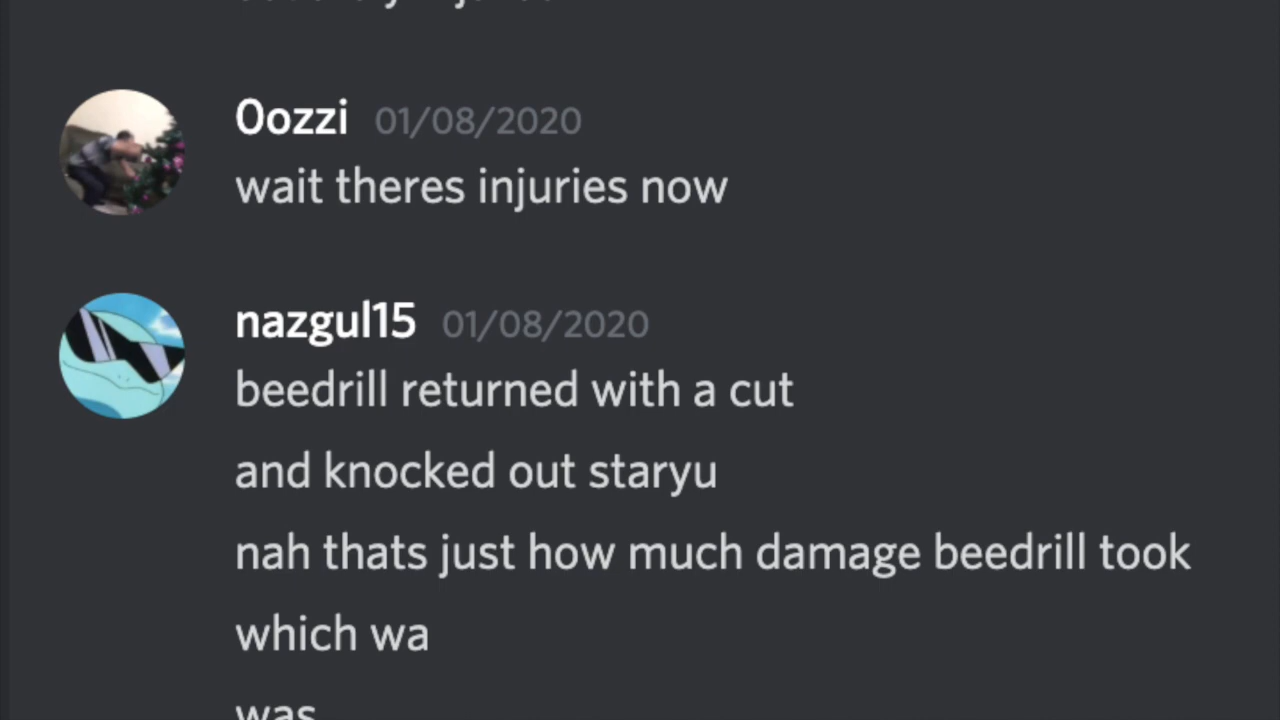 Oozzi 01/08/2020
wait theres injuries now
nazgul15 01/08/2020
beedrill returned with a cut
and knocked out staryu
nah thats just how much damage beedrill took
which wa
was